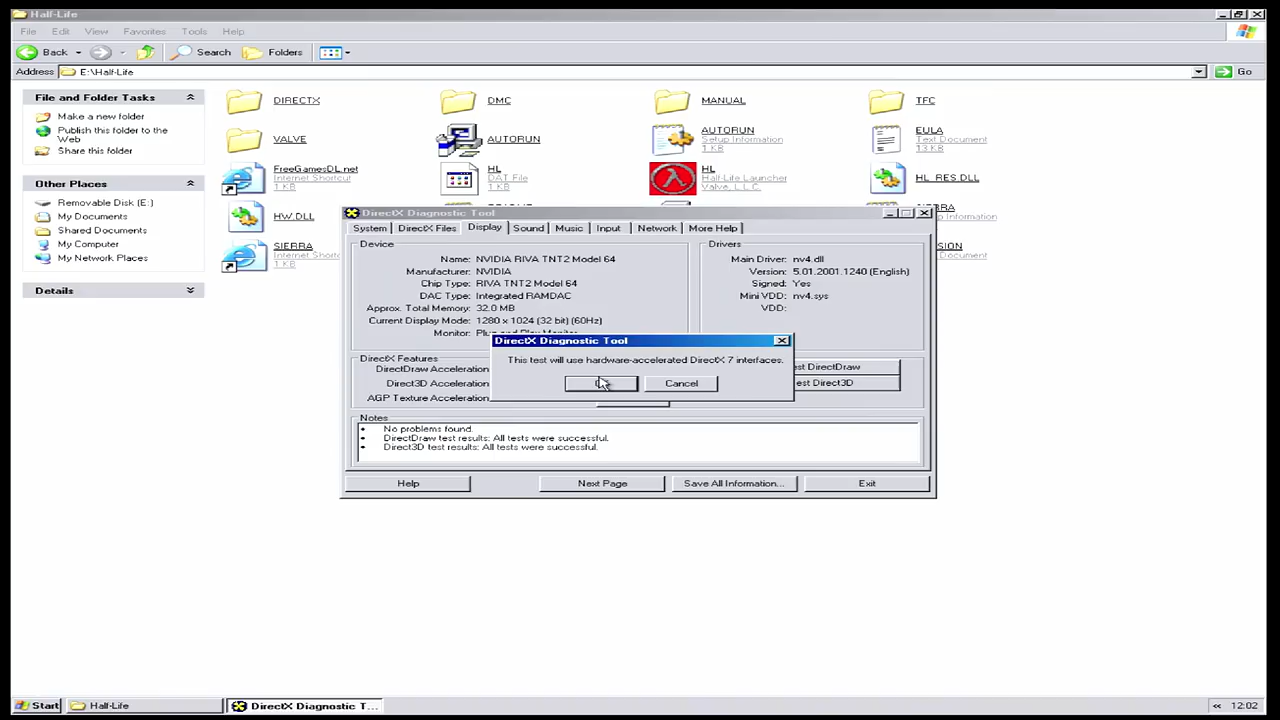 Half-Life
File Edit View Favorites Tools Help
Back Search Folders
Address E:\Half-Life Go
File and Folder Tasks
Make a new folder
Publish this folder to the
Web
Share this folder
Other Places
Removable Disk (E:)
My Documents
Shared Documents
My Computer
My Network Places
Details
DIRECTX
DMC
MANUAL
TFC
VALVE
AUTORUN
AUTORUN
Setup Information
1 KB
EULA
Text Document
13 KB
FreeGamesDL.net
Internet Shortcut
1 KB
HL
DAT File
1 KB
HL
Half-Life Launcher
Valve, L.L.C.
HL_RES.DLL
HW.DLL
SIERRA
DirectX Diagnostic Tool
System DirectX Files Display Sound Music Input Network More Help
Device
Name: NVIDIA RIVA TNT2 Model 64
Manufacturer: NVIDIA
Chip Type: RIVA TNT2 Model 64
DAC Type: Integrated RAMDAC
Approx. Total Memory: 32.0 MB
Current Display Mode: 1280 x 1024 (32 bit) (60Hz)
Monitor: Plug and Play Monitor
Drivers
Main Driver: nv4.dll
Version: 5.01.2001.1240 (English)
Signed: Yes
Mini VDD: nv4.sys
VDD:
DirectX Features
DirectDraw Acceleration
Direct3D Acceleration
AGP Texture Acceleration
est DirectDraw
est Direct3D
DirectX Diagnostic Tool
This test will use hardware-accelerated DirectX 7 interfaces.
Cancel
Notes
No problems found.
DirectDraw test results: All tests were successful.
Direct3D test results: All tests were successful.
Help Next Page Save All Information... Exit
Start Half-Life DirectX Diagnostic T... 12:02